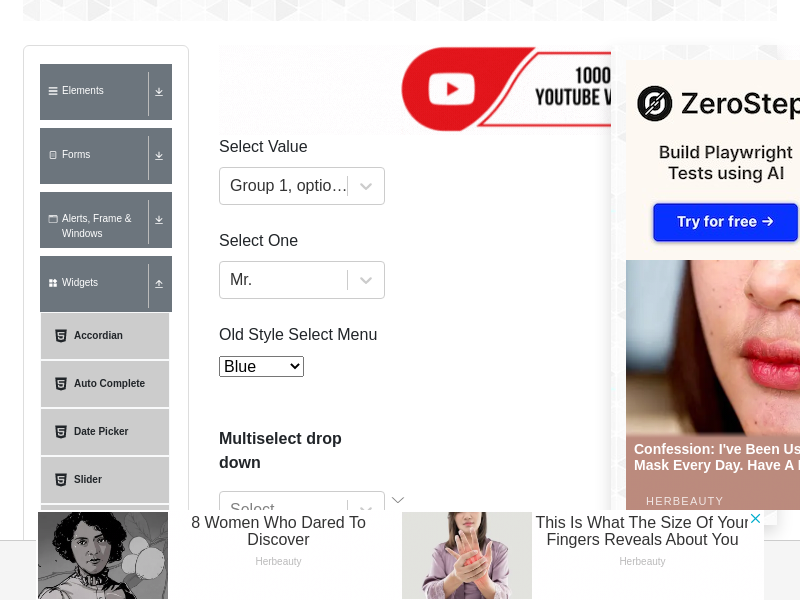 Elements
Forms
Alerts, Frame &
Windows
Widgets
Accordian
Auto Complete
Date Picker
Slider
1000
YOUTUBE V
Select Value
Group 1, optio…
Select One
Mr.
Old Style Select Menu
Blue
Multiselect drop
down
Select...
ZeroStep
Build Playwright
Tests using AI
Try for free →
Confession: I've Been Us
Mask Every Day. Have A
HERBEAUTY
8 Women Who Dared To
Discover
Herbeauty
This Is What The Size Of Your
Fingers Reveals About You
Herbeauty